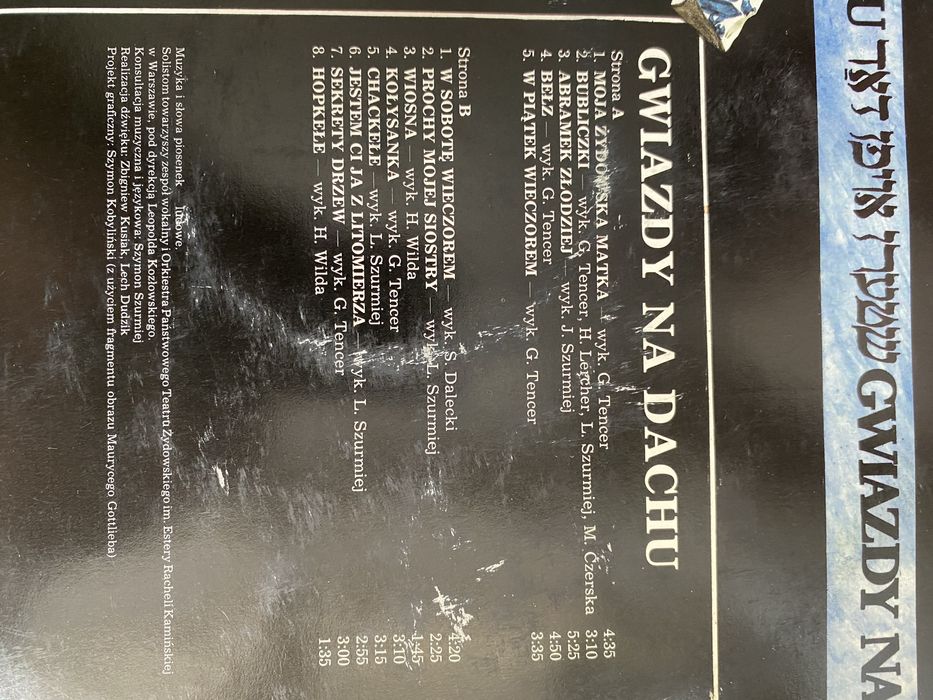 U שטערן אויפן דאַך GWIAZDY NA
GWIAZDY NA DACHU
Strona A
1. MOJA ŻYDOWSKA MATKA — wyk. G. Tencer 4:35
2. BUBLICZKI — wyk. G. Tencer, H. Lercher, L. Szurmiej, M. Czerska 3:10
3. ABRAMEK ZŁODZIEJ — wyk. J. Szurmiej 5:25
4. BEŁZ — wyk. G. Tencer 4:50
5. W PIĄTEK WIECZOREM — wyk. G. Tencer 3:35
Strona B
1. W SOBOTĘ WIECZOREM — wyk. S. Dalecki 4:20
2. PROCHY MOJEJ SIOSTRY — wyk. L. Szurmiej 2:25
3. WIOSNA — wyk. H. Wilda 1:45
4. KOŁYSANKA — wyk. G. Tencer 3:10
5. CHACKEŁE — wyk. L. Szurmiej 3:15
6. JESTEM CI JA Z LITOMIERZA — wyk. L. Szurmiej 2:55
7. SEKRETY DRZEW — wyk. G. Tencer 3:00
8. HOPKEŁE — wyk. H. Wilda 1:35
Muzyka i słowa piosenek ludowe.
Solistom towarzyszy zespół wokalny i Orkiestra Państwowego Teatru Żydowskiego im. Estery Racheli Kamińskiej
w Warszawie, pod dyrekcją Leopolda Kozłowskiego.
Konsultacja muzyczna i językowa: Szymon Szurmiej
Realizacja dźwięku: Zbigniew Kusiak, Lech Dudzik
Projekt graficzny: Szymon Kobyliński (z użyciem fragmentu obrazu Maurycego Gottlieba)